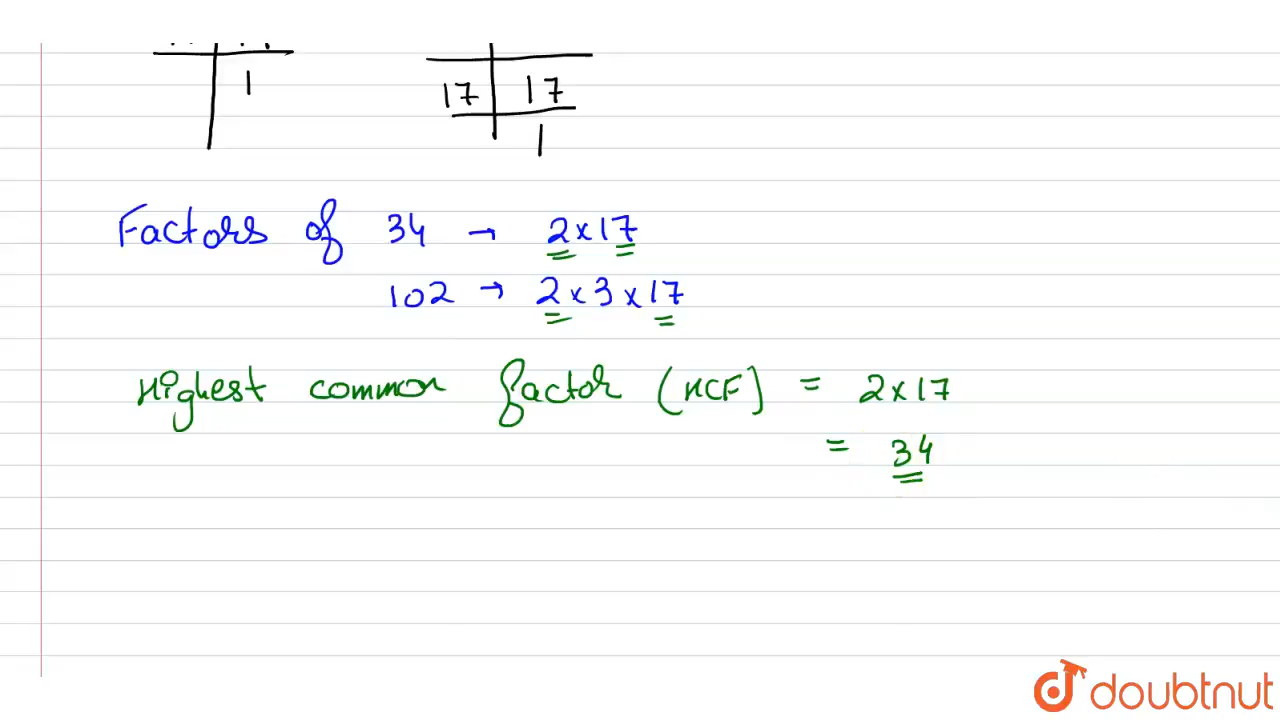 1
17 17
1
Factors of 34 → 2x17
102 → 2x3x17
Highest common factor (HCF) = 2x17
= 34
doubtnut